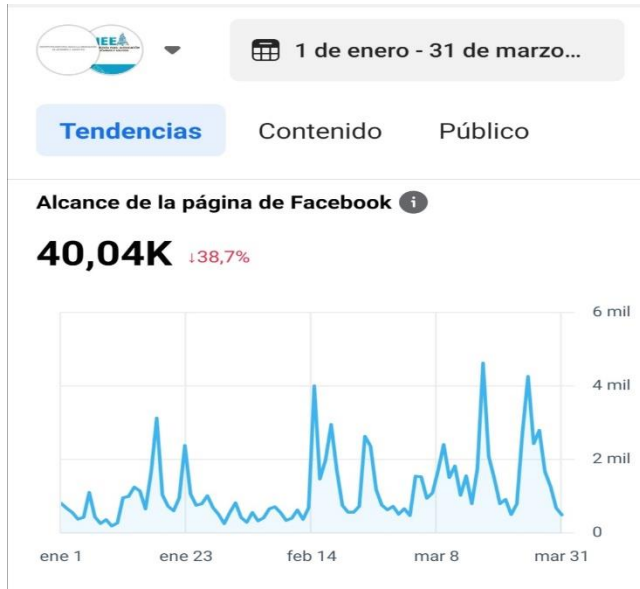 IEEA
1 de enero - 31 de marzo...
Tendencias Contenido Público
Alcance de la página de Facebook
40,04K ↓38,7%
6 mil
4 mil
2 mil
0
ene 1 ene 23 feb 14 mar 8 mar 31